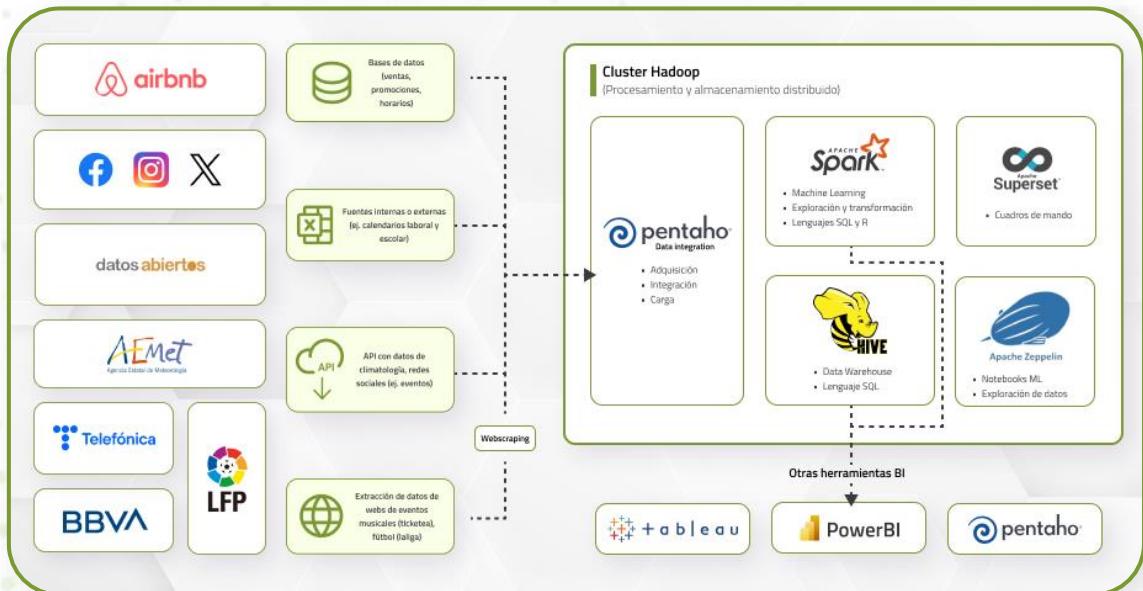 airbnb
datos abiertos
AEMet
Agencia Estatal de Meteorología
Telefónica
BBVA
LFP
Bases de datos
(ventas,
promociones,
horarios)
Fuentes internas o externas
(ej. calendarios laboral y
escolar)
API
API con datos de
climatología, redes
sociales (ej. eventos)
Extracción de datos de
webs de eventos
musicales (ticketea),
fútbol (laliga)
Webscraping
Cluster Hadoop
(Procesamiento y almacenamiento distribuido)
pentaho
Data integration
• Adquisición
• Integración
• Carga
APACHE
Spark
• Machine Learning
• Exploración y transformación
• Lenguajes SQL y R
HIVE
• Data Warehouse
• Lenguaje SQL
Apache
Superset
• Cuadros de mando
Apache Zeppelin
• Notebooks ML
• Exploración de datos
Otras herramientas BI
+ableau
PowerBI
pentaho